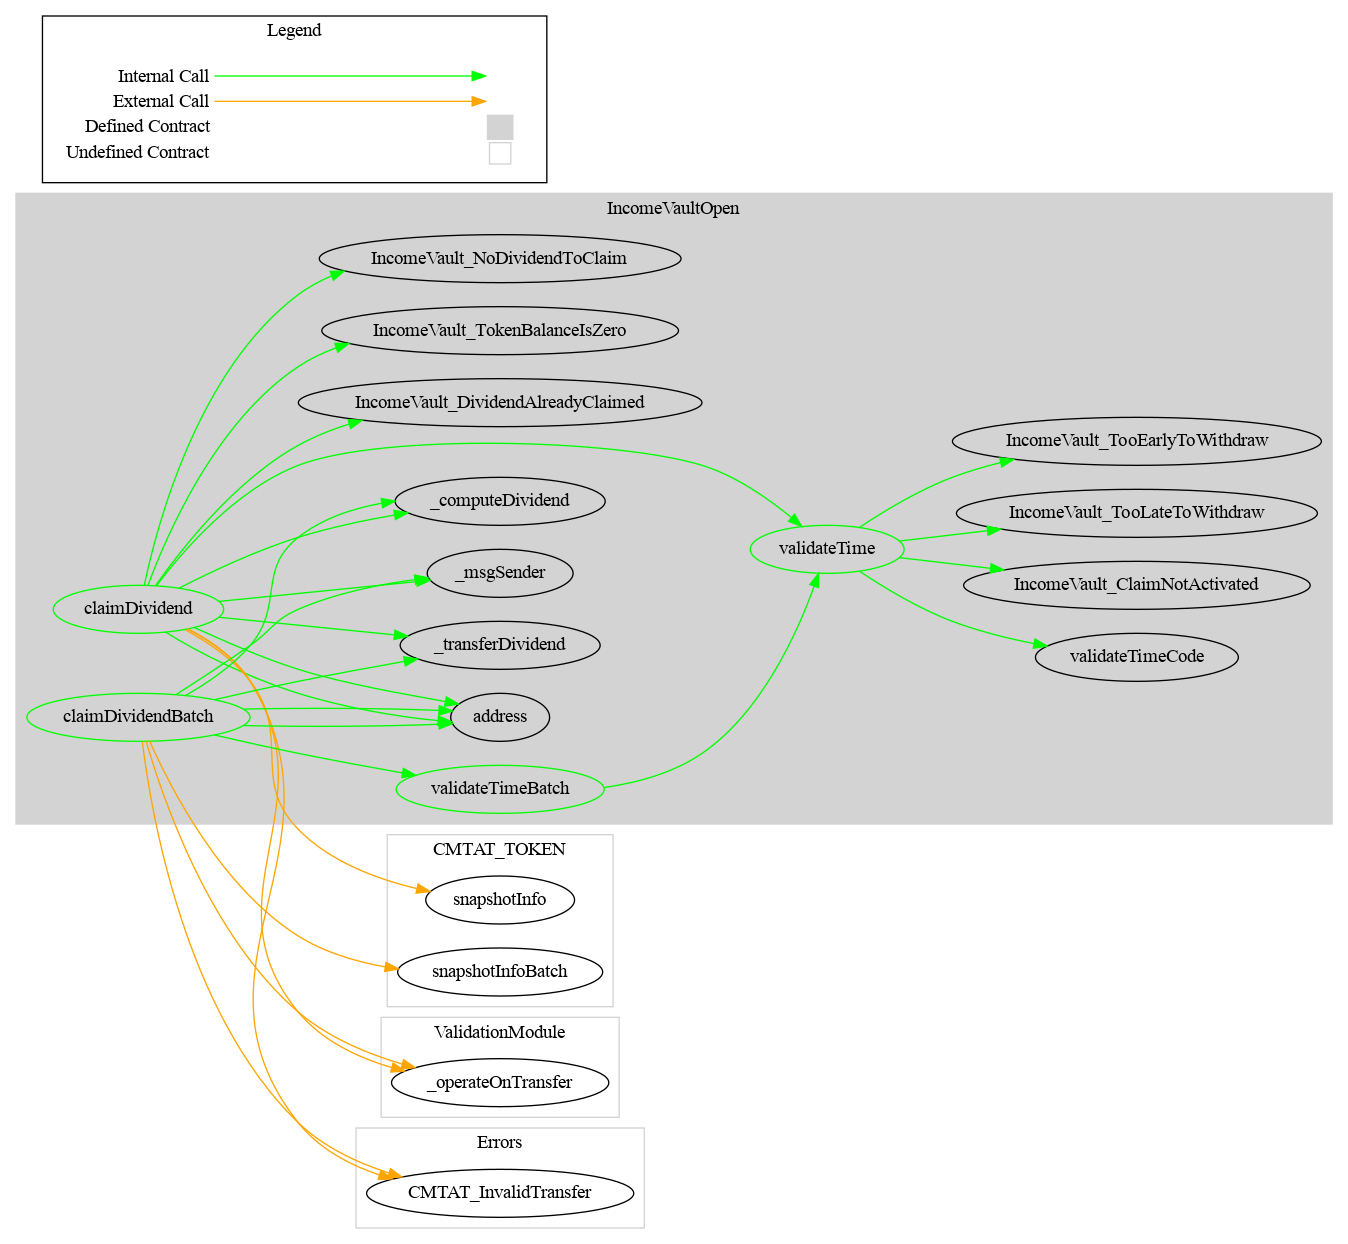 Legend
Internal Call
External Call
Defined Contract
Undefined Contract
IncomeVaultOpen
IncomeVault_NoDividendToClaim
IncomeVault_TokenBalanceIsZero
IncomeVault_DividendAlreadyClaimed
IncomeVault_TooEarlyToWithdraw
_computeDividend
IncomeVault_TooLateToWithdraw
validateTime
_msgSender
IncomeVault_ClaimNotActivated
claimDividend
_transferDividend
validateTimeCode
claimDividendBatch
address
validateTimeBatch
CMTAT_TOKEN
snapshotInfo
snapshotInfoBatch
ValidationModule
_operateOnTransfer
Errors
CMTAT_InvalidTransfer